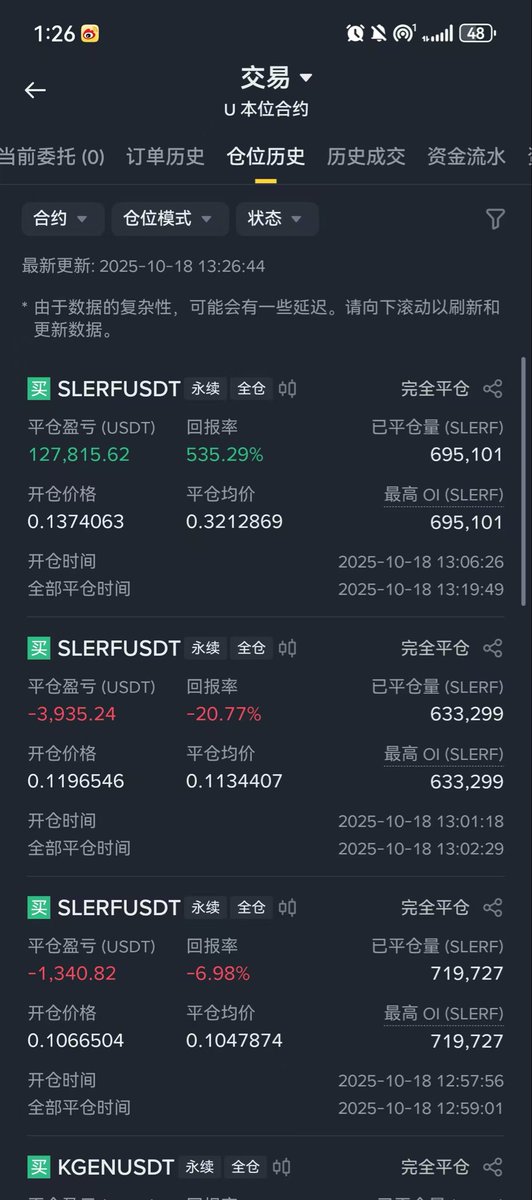 1:26
48
交易
U 本位合约
当前委托 (0) 订单历史 仓位历史 历史成交 资金流水
合约 仓位模式 状态
最新更新: 2025-10-18 13:26:44
* 由于数据的复杂性，可能会有一些延迟。请向下滚动以刷新和
更新数据。
买 SLERFUSDT 永续 全仓 完全平仓
平仓盈亏 (USDT) 回报率 已平仓量 (SLERF)
127,815.62 535.29% 695,101
开仓价格 平仓均价 最高 OI (SLERF)
0.1374063 0.3212869 695,101
开仓时间 2025-10-18 13:06:26
全部平仓时间 2025-10-18 13:19:49
买 SLERFUSDT 永续 全仓 完全平仓
平仓盈亏 (USDT) 回报率 已平仓量 (SLERF)
-3,935.24 -20.77% 633,299
开仓价格 平仓均价 最高 OI (SLERF)
0.1196546 0.1134407 633,299
开仓时间 2025-10-18 13:01:18
全部平仓时间 2025-10-18 13:02:29
买 SLERFUSDT 永续 全仓 完全平仓
平仓盈亏 (USDT) 回报率 已平仓量 (SLERF)
-1,340.82 -6.98% 719,727
开仓价格 平仓均价 最高 OI (SLERF)
0.1066504 0.1047874 719,727
开仓时间 2025-10-18 12:57:56
全部平仓时间 2025-10-18 12:59:01
买 KGENUSDT 永续 全仓 完全平仓